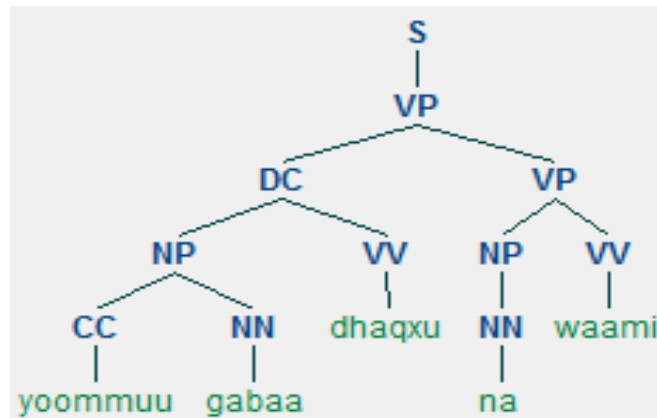 S
VP
DC VP
NP VV NP VV
CC NN dhaqxu NN waami
yoommuu gabaa na